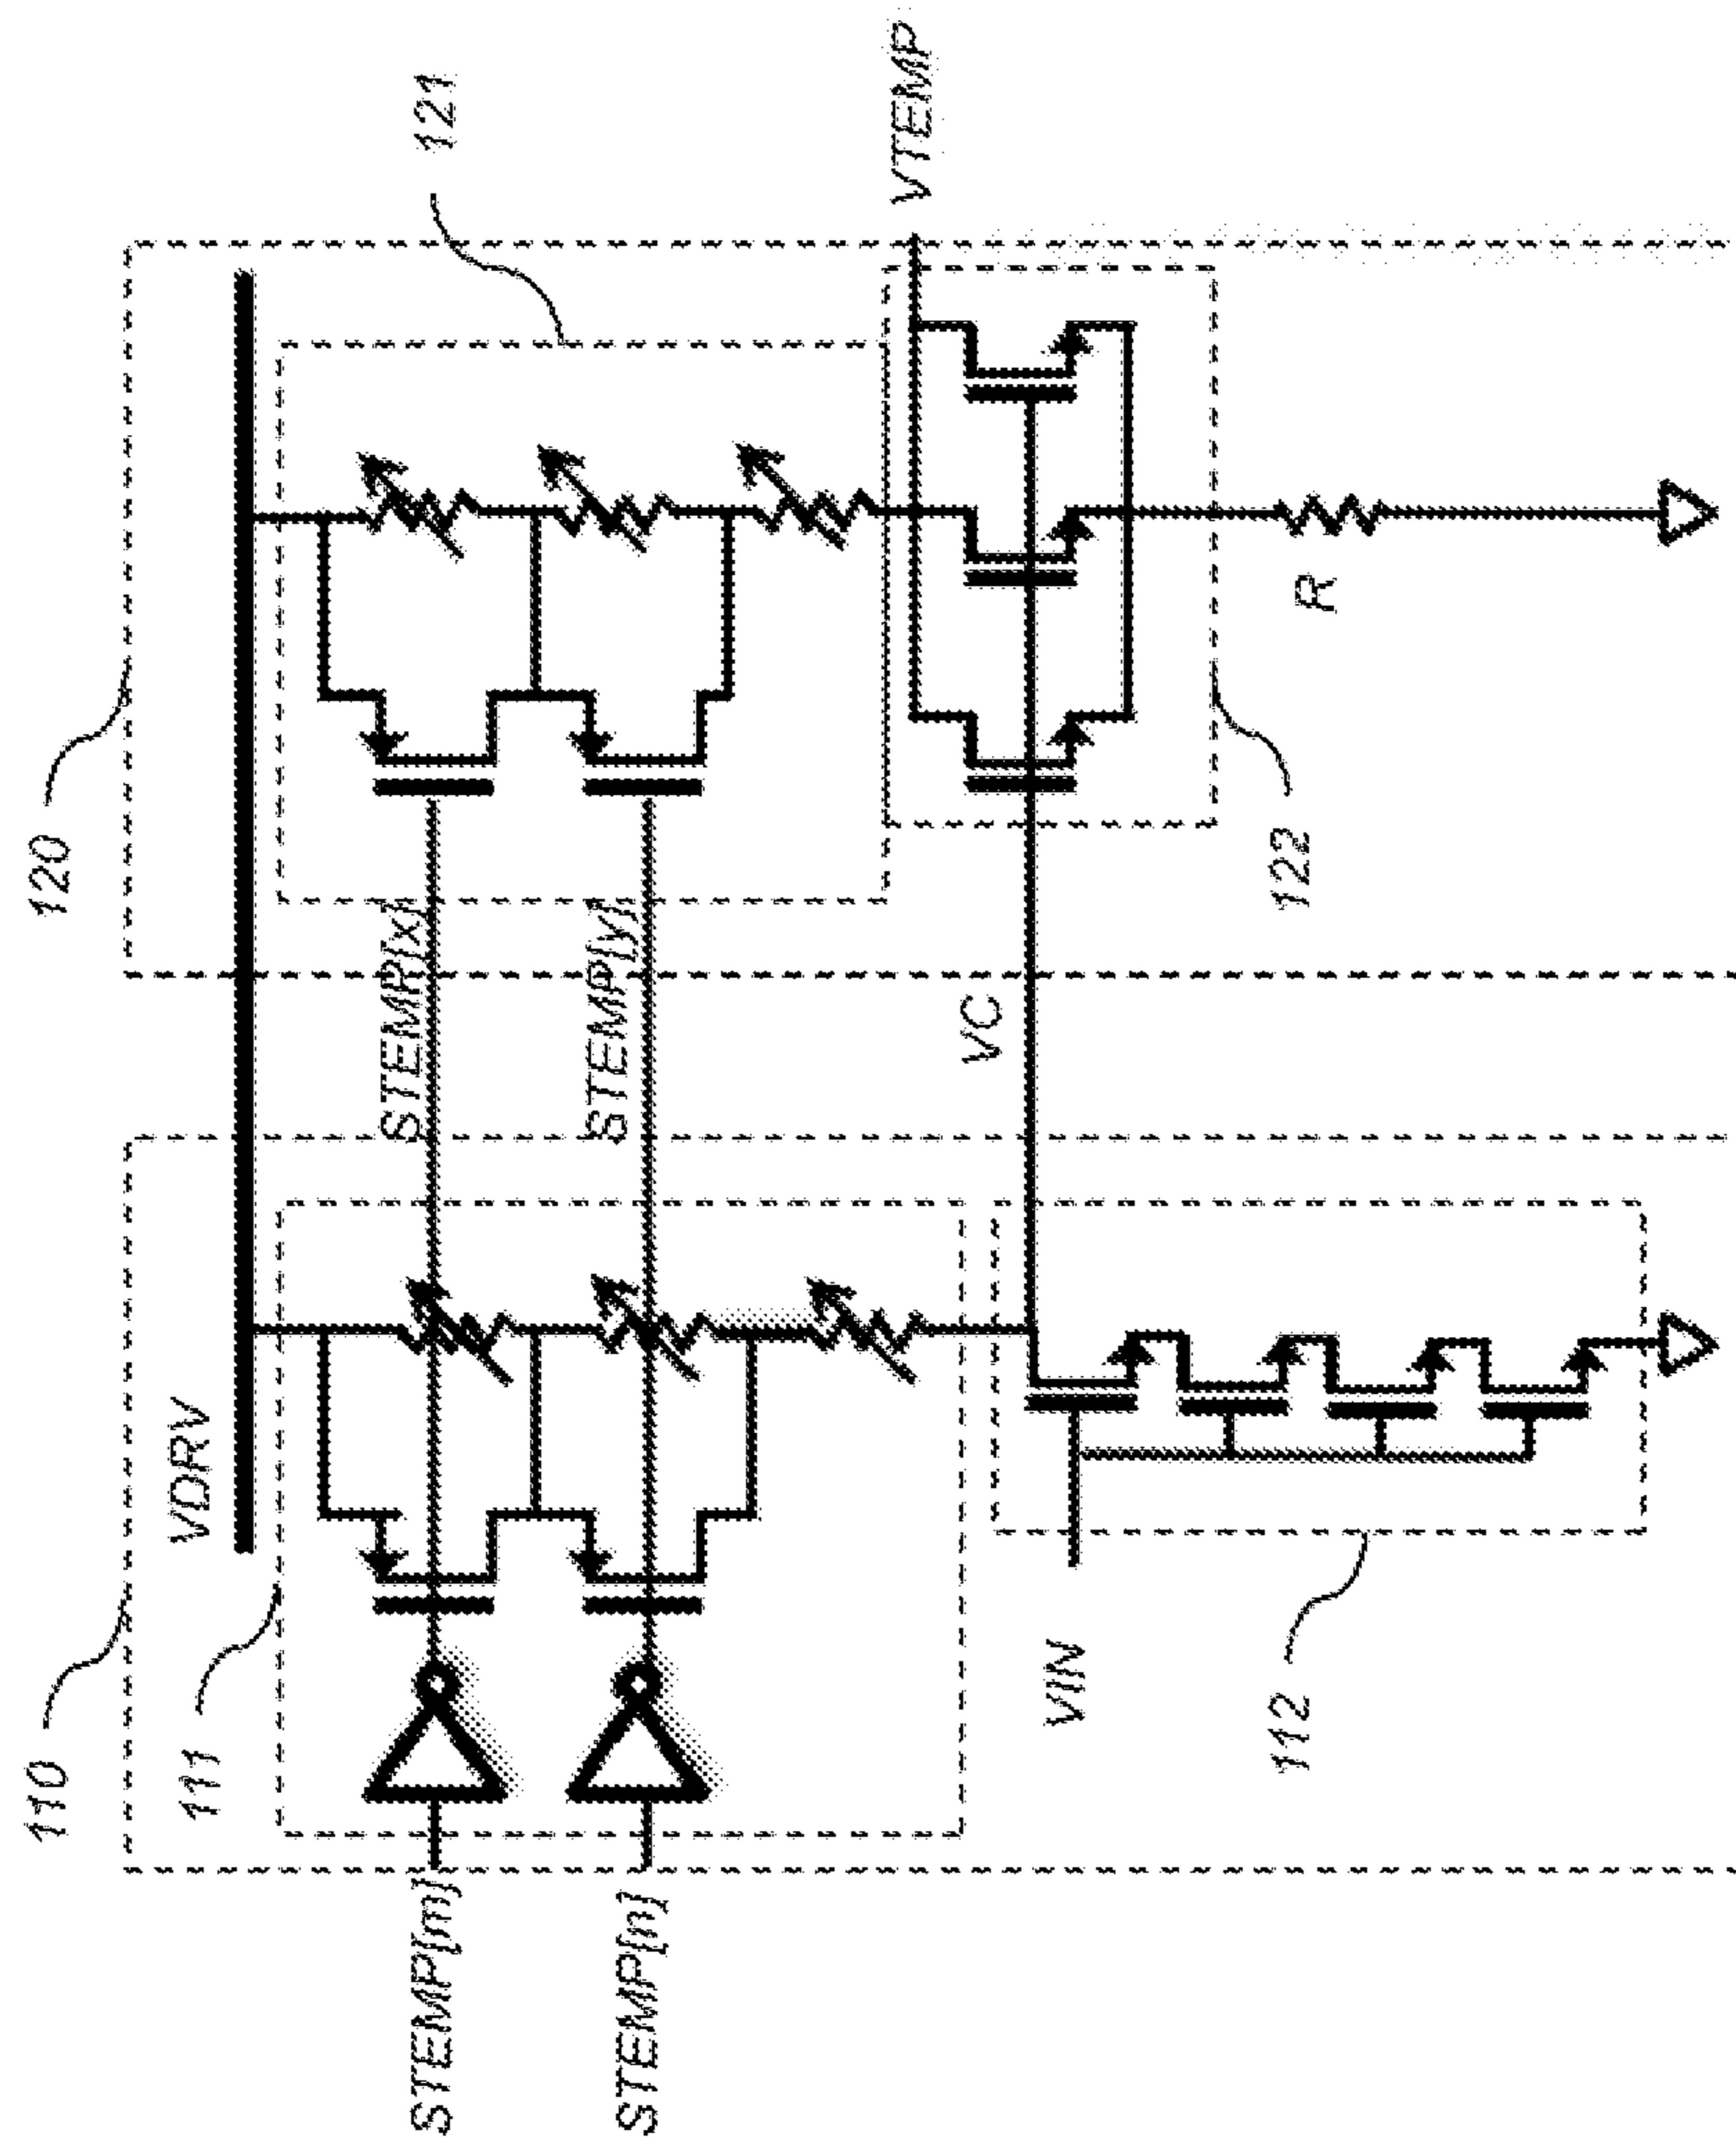 110
120
VDRV
111
121
STEMP[m]
STEMP[x]
STEMP[n]
STEMP[y]
VTEMP
VC
VIN
112
122
R